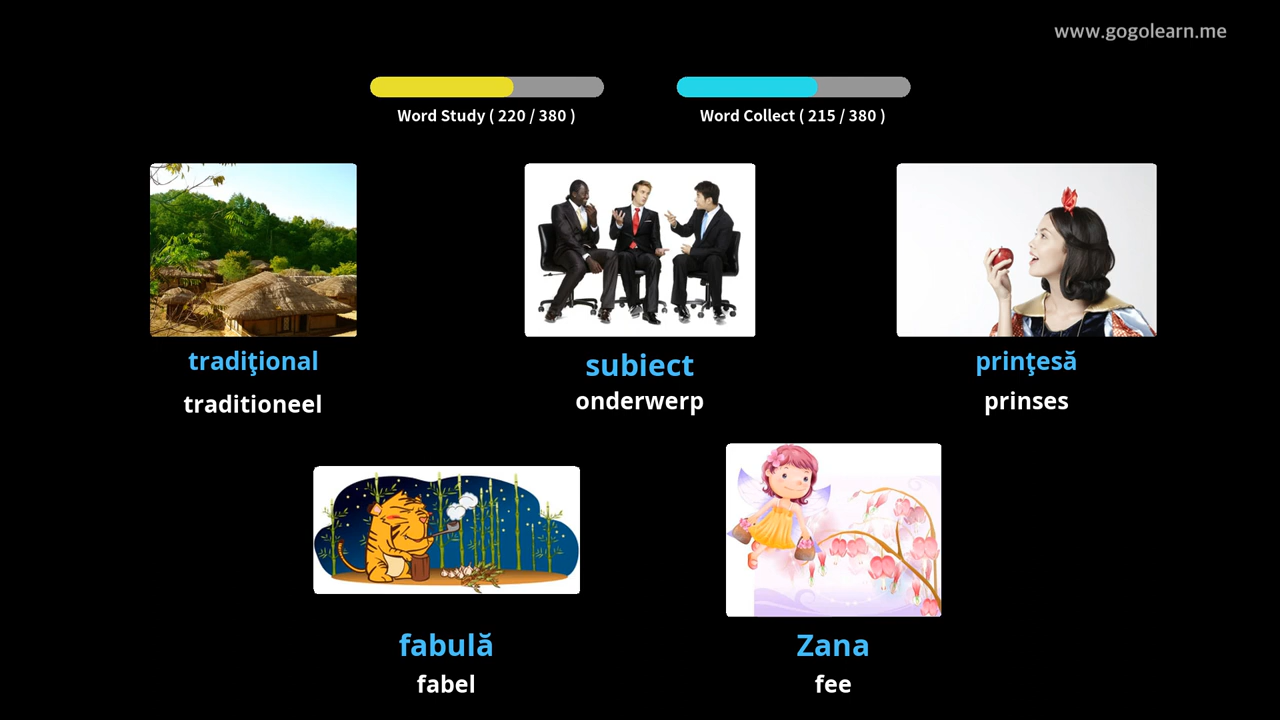 www.gogolearn.me
Word Study ( 220 / 380 )
Word Collect ( 215 / 380 )
tradiţional
subiect
prinţesă
traditioneel
onderwerp
prinses
fabulă
Zana
fabel
fee